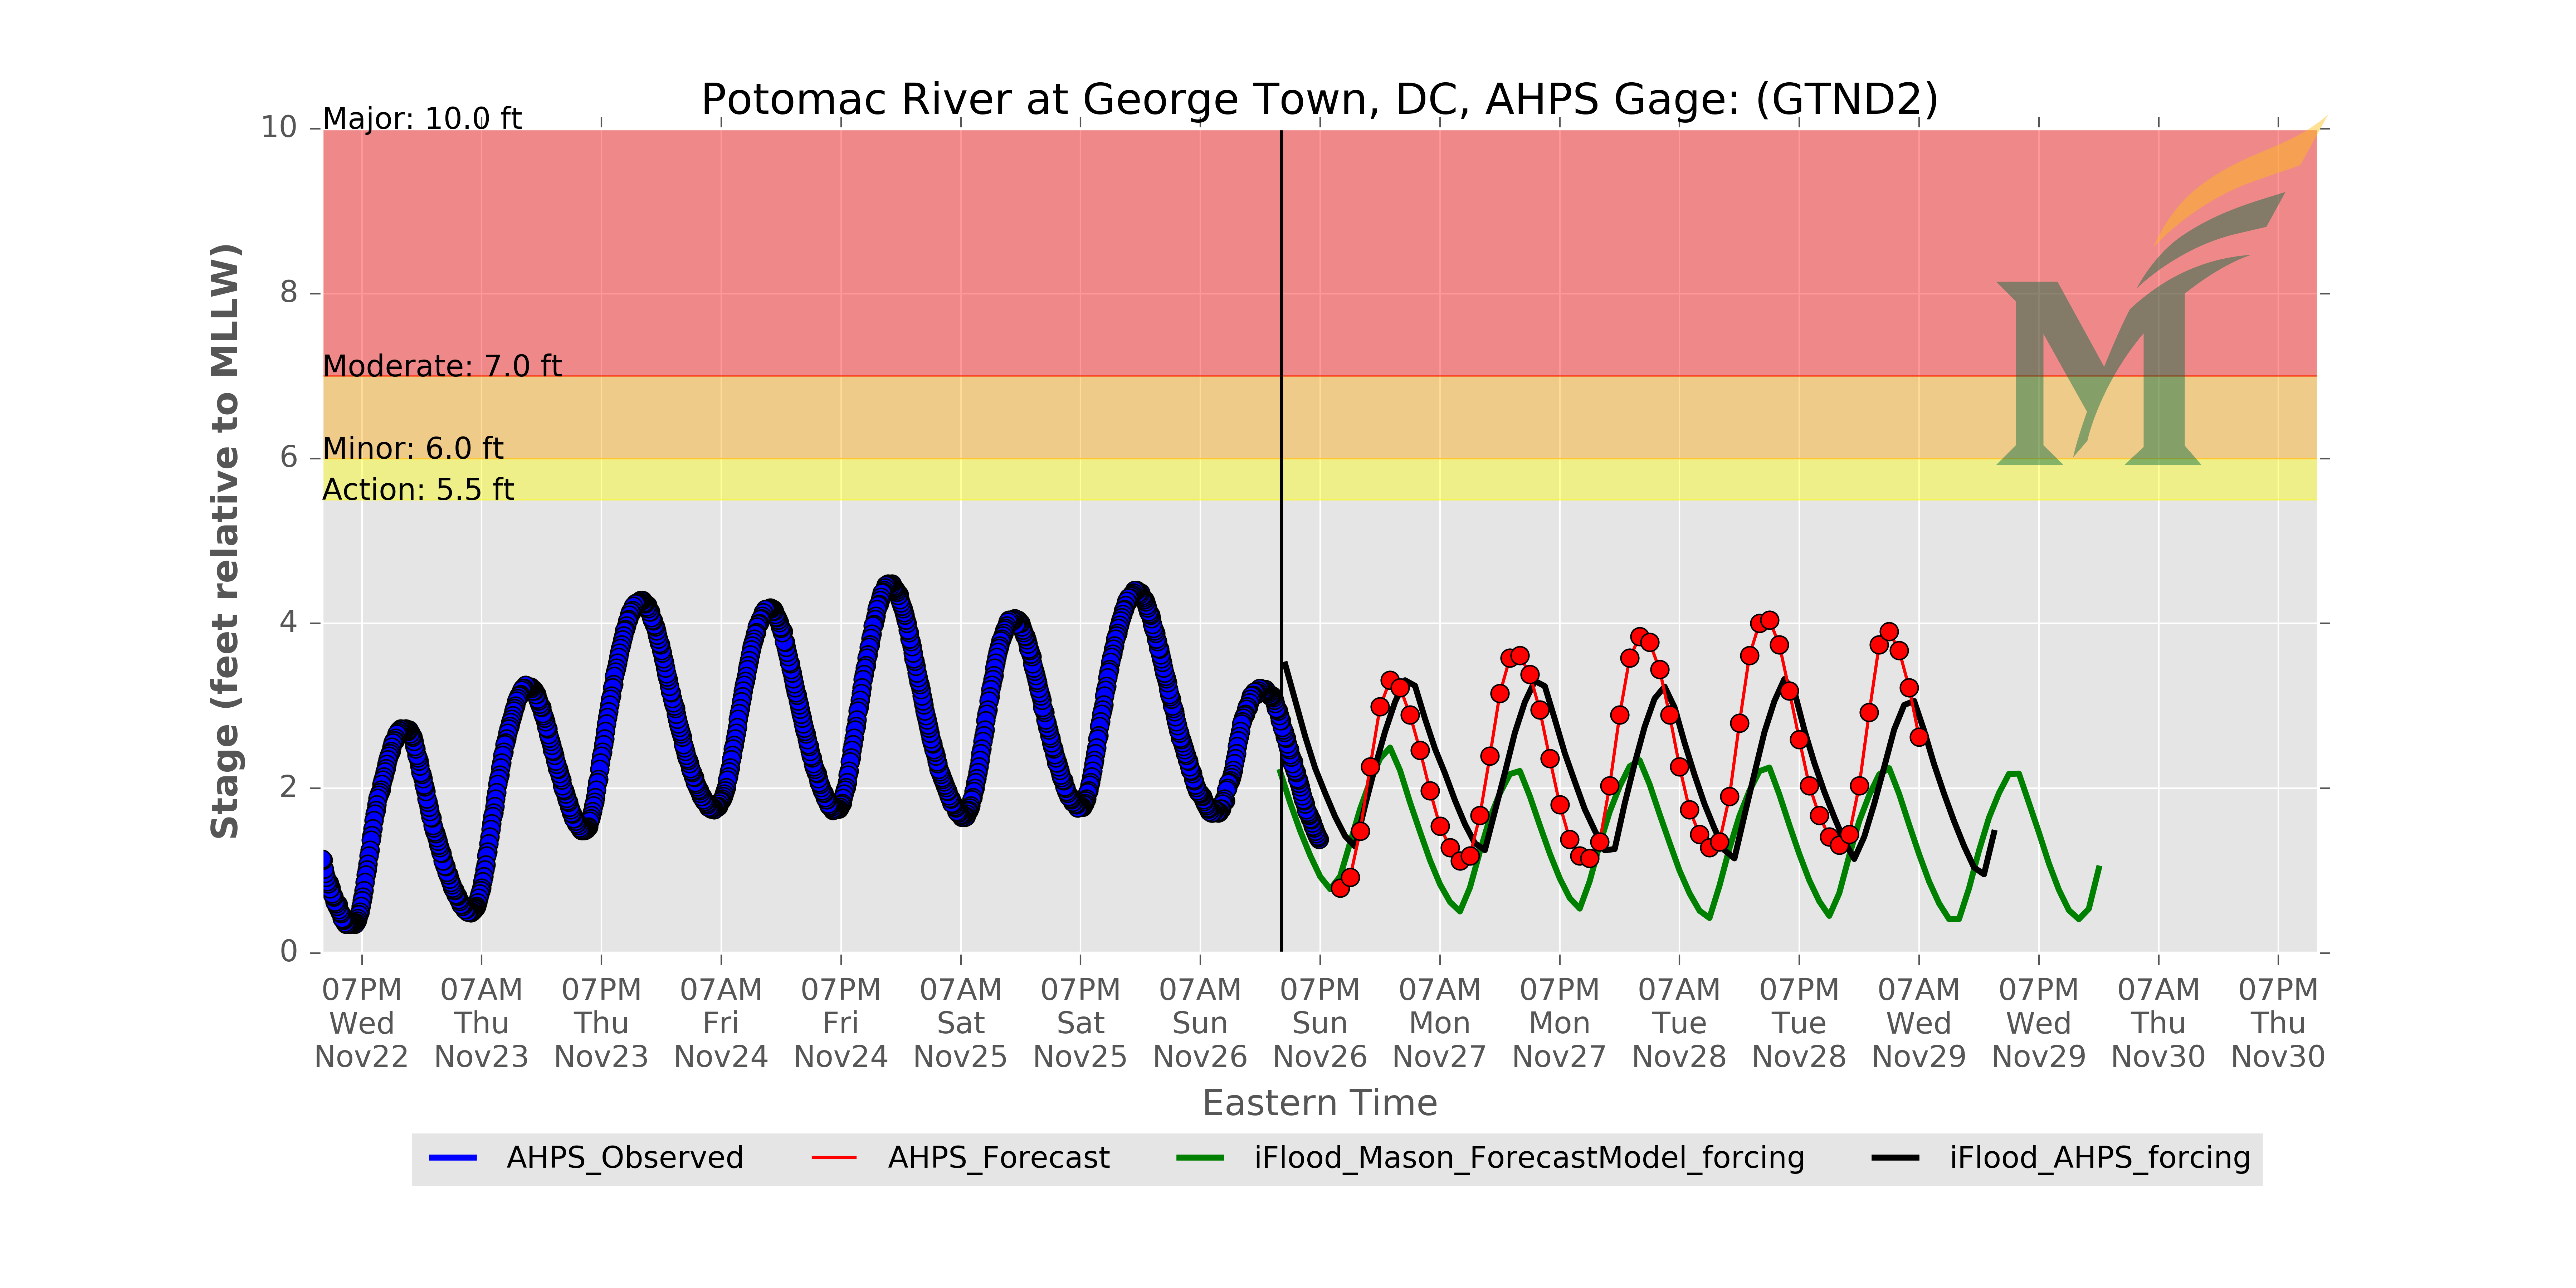 Potomac River at George Town, DC, AHPS Gage: (GTND2)
Major: 10.0 ft
Moderate: 7.0 ft
Minor: 6.0 ft
Action: 5.5 ft
Stage (feet relative to MLLW)
10
8
6
4
2
0
07PM 07AM 07PM 07AM 07PM 07AM 07PM 07AM 07PM 07AM 07PM 07AM 07PM 07AM 07PM 07AM 07PM
Wed Thu Thu Fri Fri Sat Sat Sun Sun Mon Mon Tue Tue Wed Wed Thu Thu
Nov22 Nov23 Nov23 Nov24 Nov24 Nov25 Nov25 Nov26 Nov26 Nov27 Nov27 Nov28 Nov28 Nov29 Nov29 Nov30 Nov30
Eastern Time
AHPS_Observed AHPS_Forecast iFlood_Mason_ForecastModel_forcing iFlood_AHPS_forcing
M